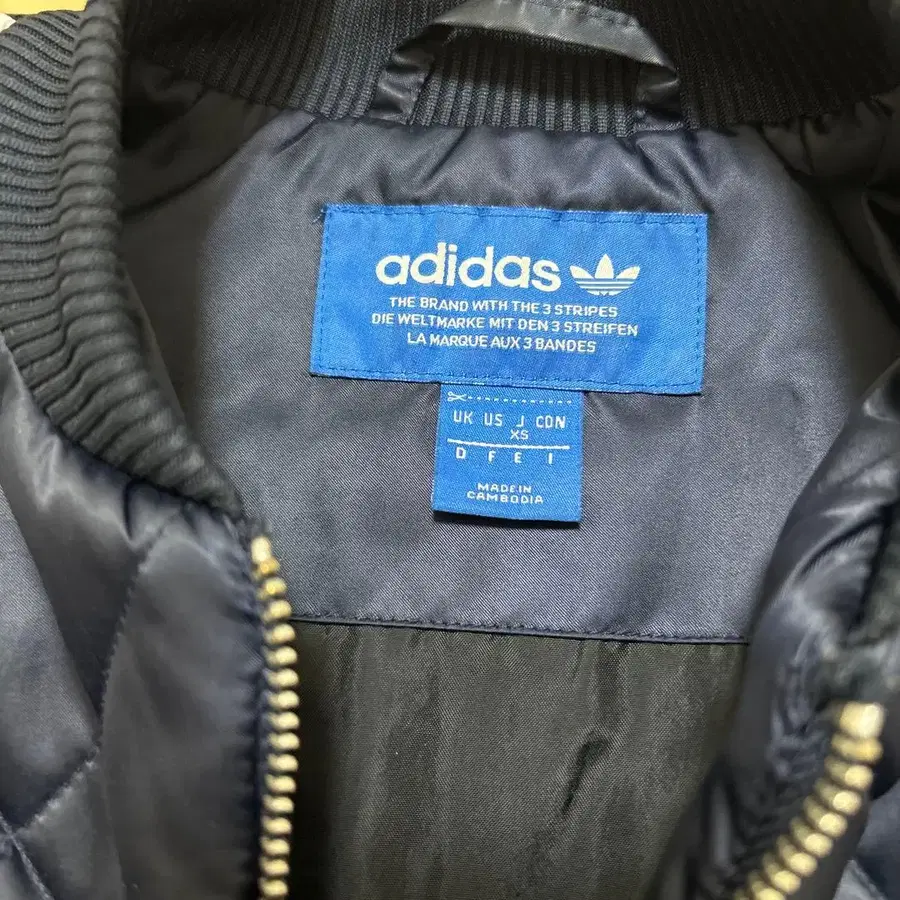 adidas
THE BRAND WITH THE 3 STRIPES
DIE WELTMARKE MIT DEN 3 STREIFEN
LA MARQUE AUX 3 BANDES
UK US J CDN
XS
D F E I
MADE IN
CAMBODIA